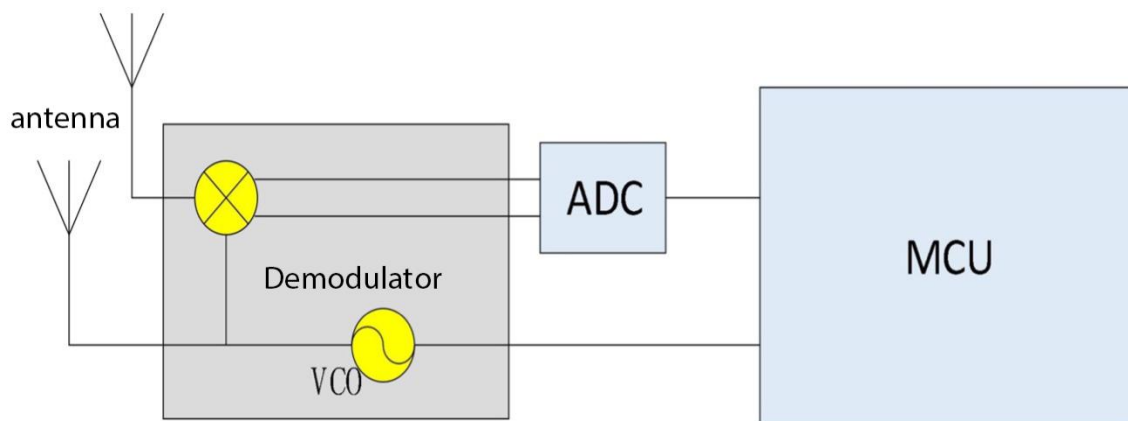 antenna
ADC
MCU
Demodulator
VCO